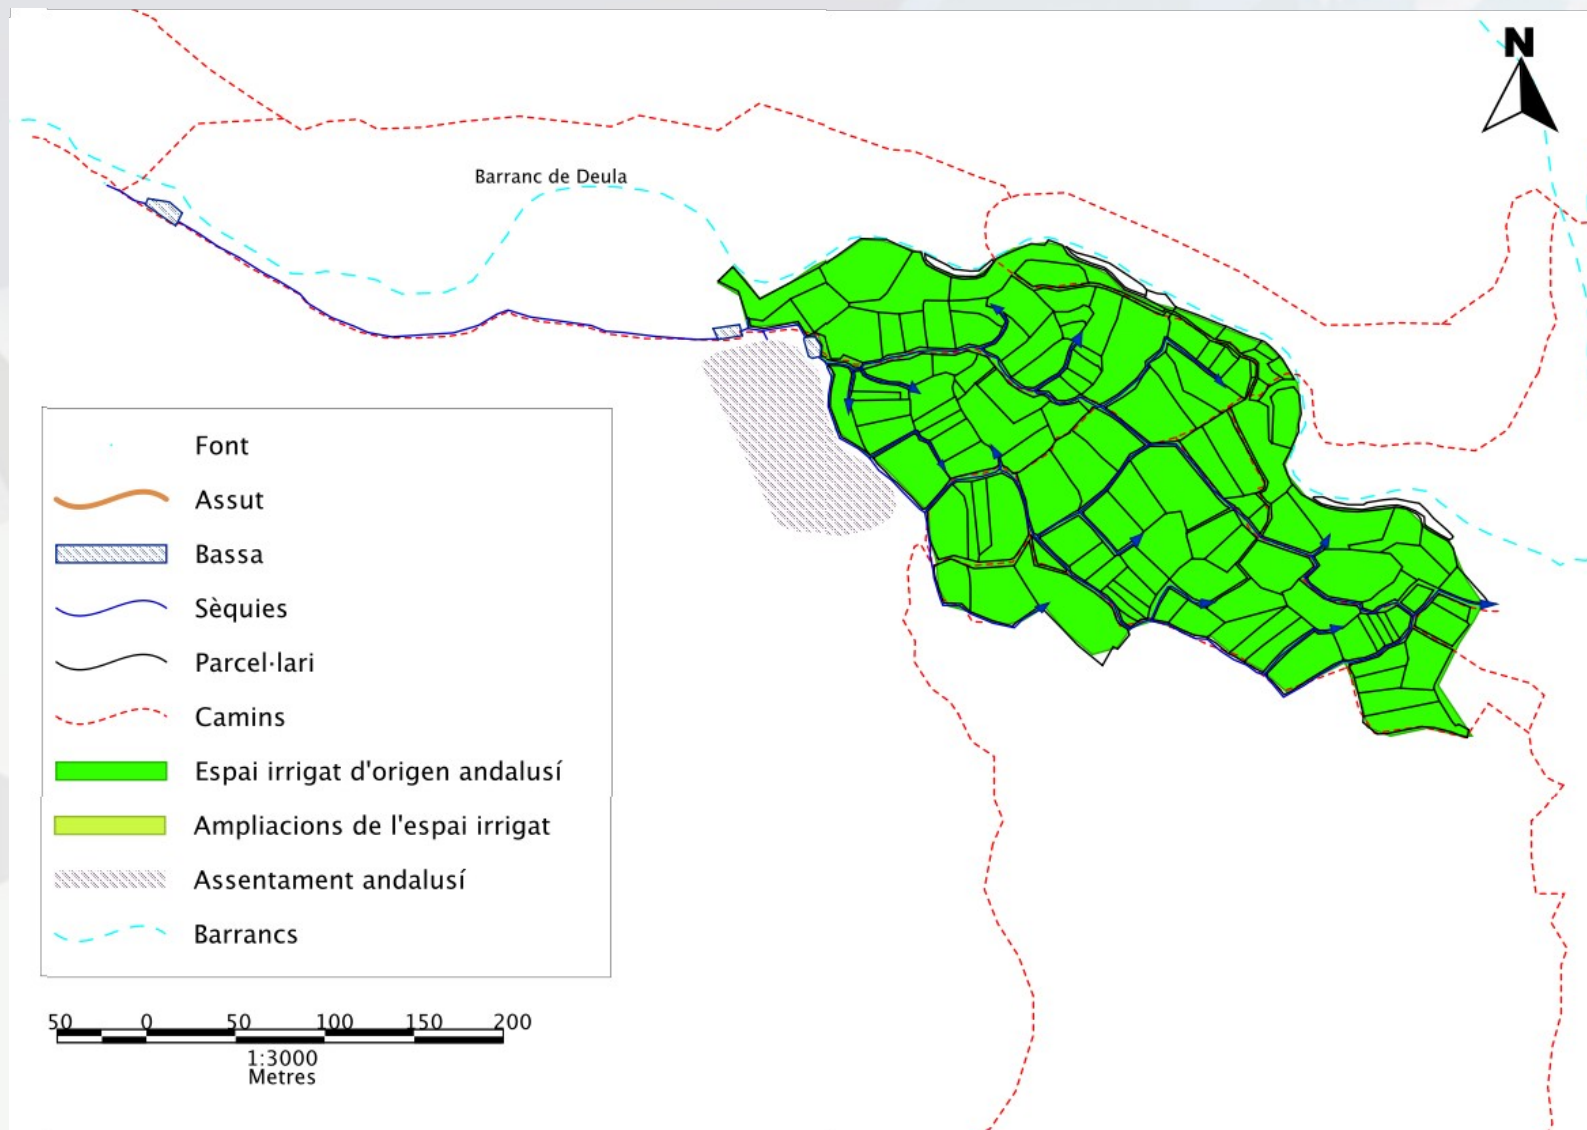 N
Barranc de Deula
Font
Assut
Bassa
Sèquies
Parcel·lari
Camins
Espai irrigat d'origen andalusí
Ampliacions de l'espai irrigat
Assentament andalusí
Barrancs
50 0 50 100 150 200
1:3000
Metres